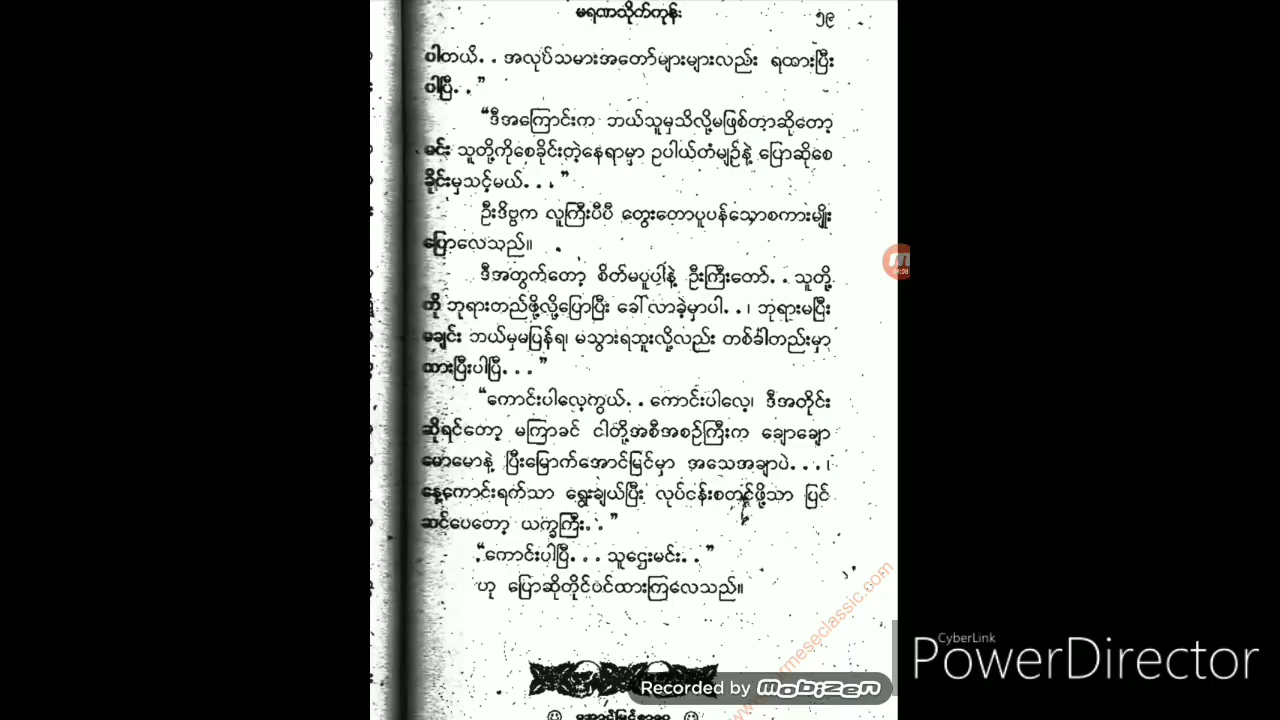 မရဏသိုက်ကုန်း ၅၉
ဝါတယ်. . အလုပ်သမားအတော်များများလည်း ရထားပြီး
ဝါပြီ. .”
“ဒီအကြောင်းက ဘယ်သူမှသိလို့မဖြစ်တာဆိုတော့
မင်း သူတို့ကိုစေခိုင်းတဲ့နေရာမှာ ဥပါယ်တံမျဉ်နဲ့ ပြောဆိုစေ
ခိုင်းမှသင့်မယ်. . .”
ဦးဒိဗ္ဗက လူကြီးပီပီ တွေးတောပူပန်သောစကားမျိုး
ပြောလေသည်။
ဒီအတွက်တော့ စိတ်မပူပါနဲ့ ဦးကြီးတော်. . သူတို့
ကို ဘုရားတည်ဖို့လို့ပြောပြီး ခေါ်လာခဲ့မှာပါ. .၊ ဘုရားမပြီး
မချင်း ဘယ်မှမပြန်ရ၊ မသွားရဘူးလို့လည်း တစ်ခါတည်းမှာ
ထားပြီးပါပြီ. . .”
“ကောင်းပါလေ့ကွယ်. . ကောင်းပါလေ့၊ ဒီအတိုင်း
ဆိုရင်တော့ မကြာခင် ငါတို့အစီအစဉ်ကြီးက ချောချော
မောမောနဲ့ ပြီးမြောက်အောင်မြင်မှာ အသေအချာပဲ. . .၊
နေ့ကောင်းရက်သာ ရွေးချယ်ပြီး လုပ်ငန်းစတင်ဖို့သာ ပြင်
ဆင်ပေတော့ ယက္ခကြီး. .”
“ကောင်းပါပြီ. . . သူဌေးမင်း. .”
ဟု ပြောဆိုတိုင်ပင်ထားကြလေသည်။
04:08
CyberLink
PowerDirector
Recorded by mobizen